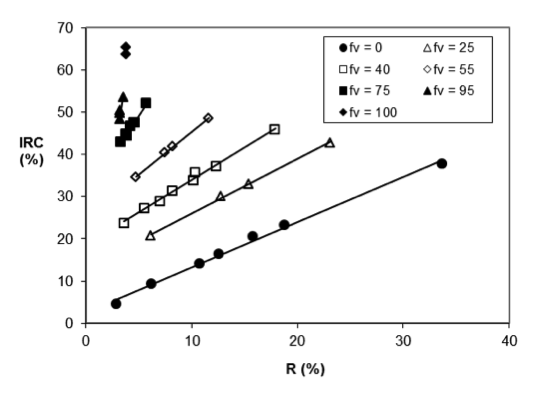 70
60
50
40
30
20
10
0
IRC
(%)
fv = 0 fv = 25
fv = 40 fv = 55
fv = 75 fv = 95
fv = 100
0 10 20 30 40
R (%)